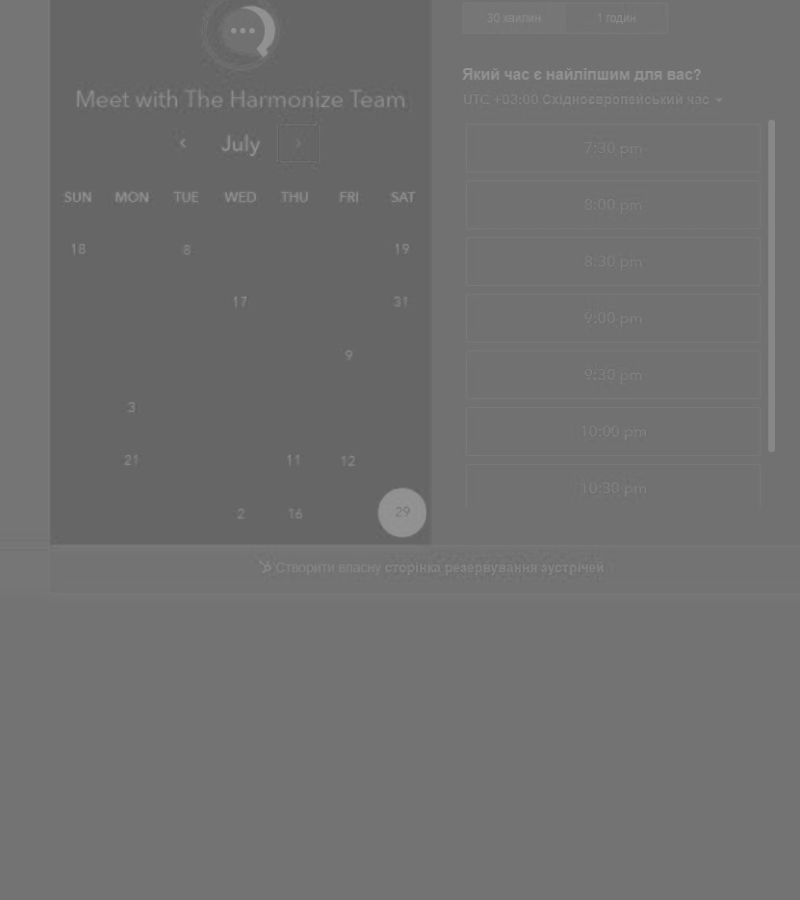 30 хвилин 1 годин
Meet with The Harmonize Team
Який час є найліпшим для вас?
UTC +03:00 Східноєвропейський час
July
SUN MON TUE WED THU FRI SAT
18 8 19
17 31
9
3
21 11 12
2 16 29
7:30 pm
8:00 pm
8:30 pm
9:00 pm
9:30 pm
10:00 pm
10:30 pm
Створити власну сторінка резервування зустрічей